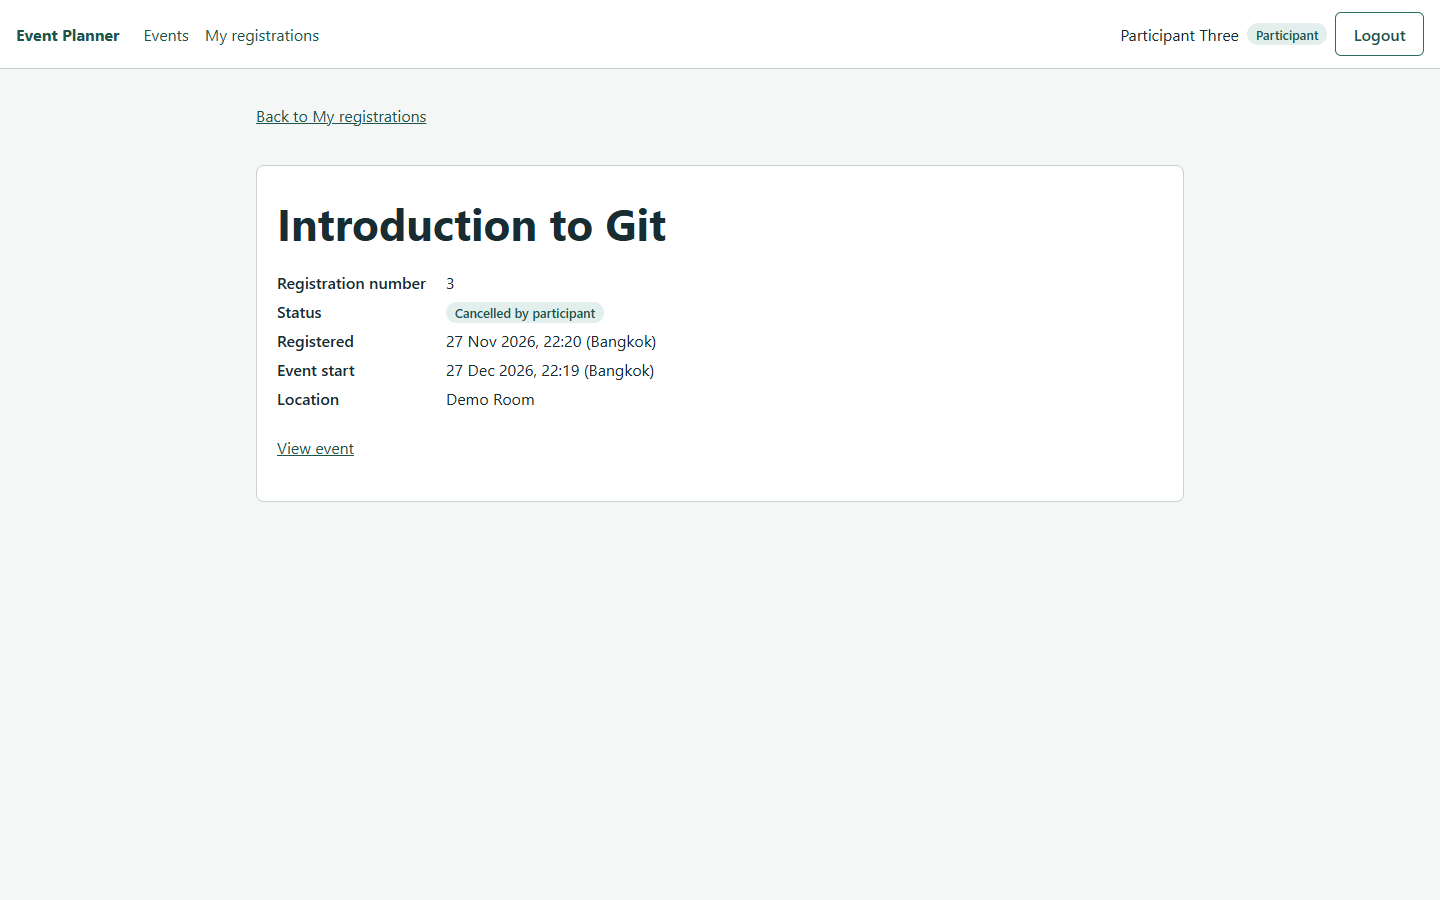 Event Planner Events My registrations Participant Three Participant Logout
Back to My registrations
Introduction to Git
Registration number 3
Status Cancelled by participant
Registered 27 Nov 2026, 22:20 (Bangkok)
Event start 27 Dec 2026, 22:19 (Bangkok)
Location Demo Room
View event